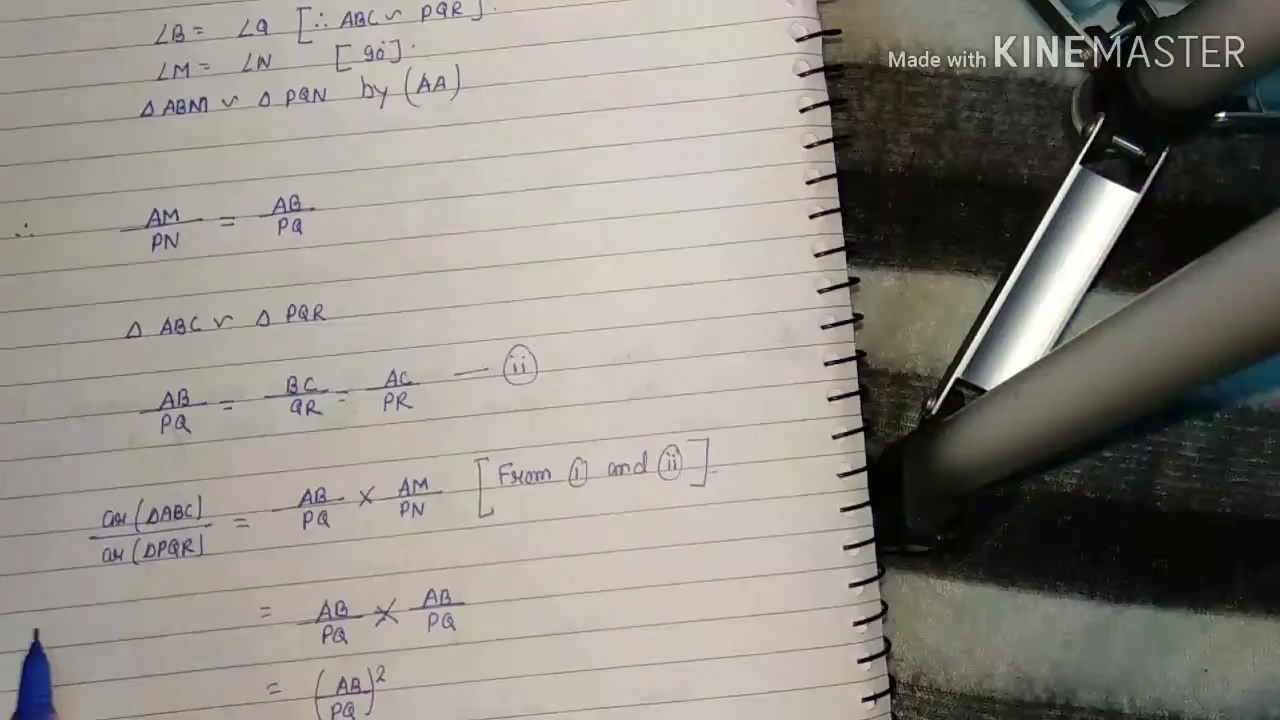 ∠B = ∠Q [∴ ABC ∽ PQR].
∠M = ∠N [90°].
Δ ABM ∽ Δ PQN by (AA)
∴ AM/PN = AB/PQ
Δ ABC ∽ Δ PQR
AB/PQ = BC/QR = AC/PR — (ii)
ar(ΔABC)/ar(ΔPQR) = AB/PQ × AM/PN [From (i) and (ii)].
= AB/PQ × AB/PQ
= (AB/PQ)²
Made with KINEMASTER